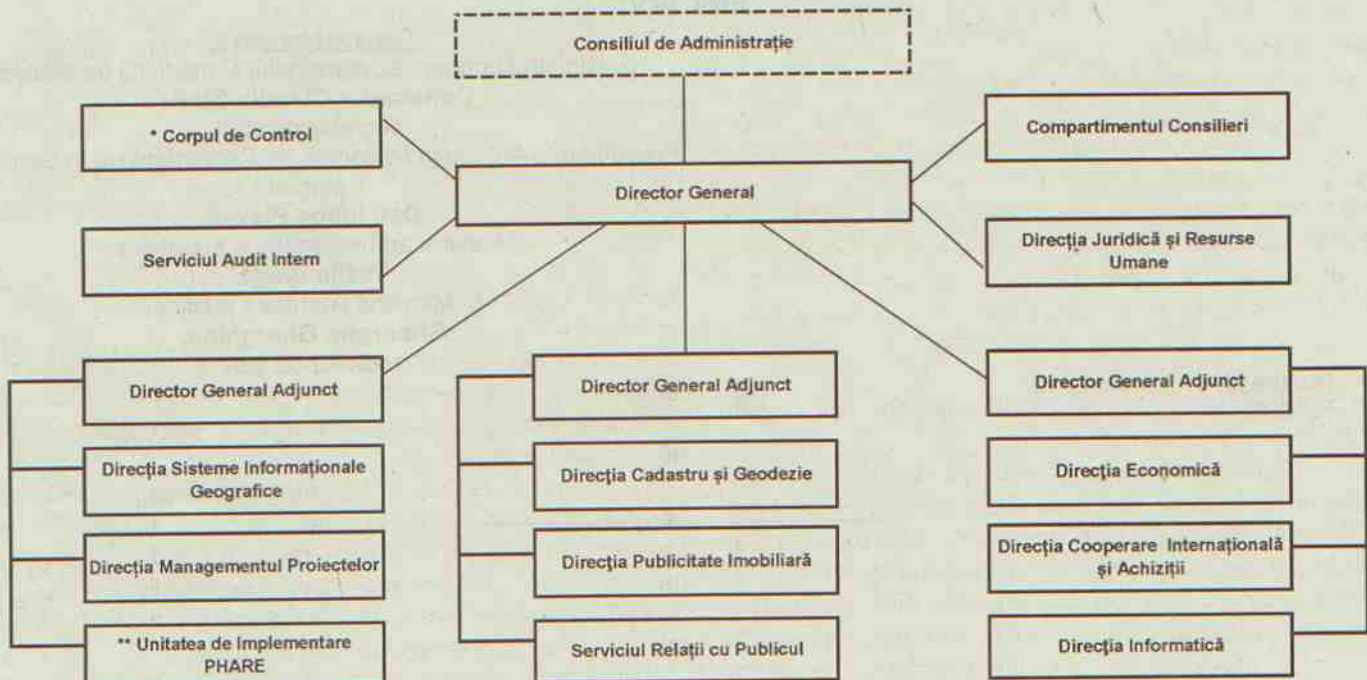 Consiliul de Administrație
* Corpul de Control
Compartimentul Consilieri
Director General
Serviciul Audit Intern
Direcția Juridică și Resurse
Umane
Director General Adjunct
Director General Adjunct
Director General Adjunct
Direcția Sisteme Informaționale
Geografice
Direcția Cadastru și Geodezie
Direcția Economică
Direcția Managementul Proiectelor
Direcția Publicitate Imobiliară
Direcția Cooperare Internațională
și Achiziții
** Unitatea de Implementare
PHARE
Serviciul Relații cu Publicul
Direcția Informatică